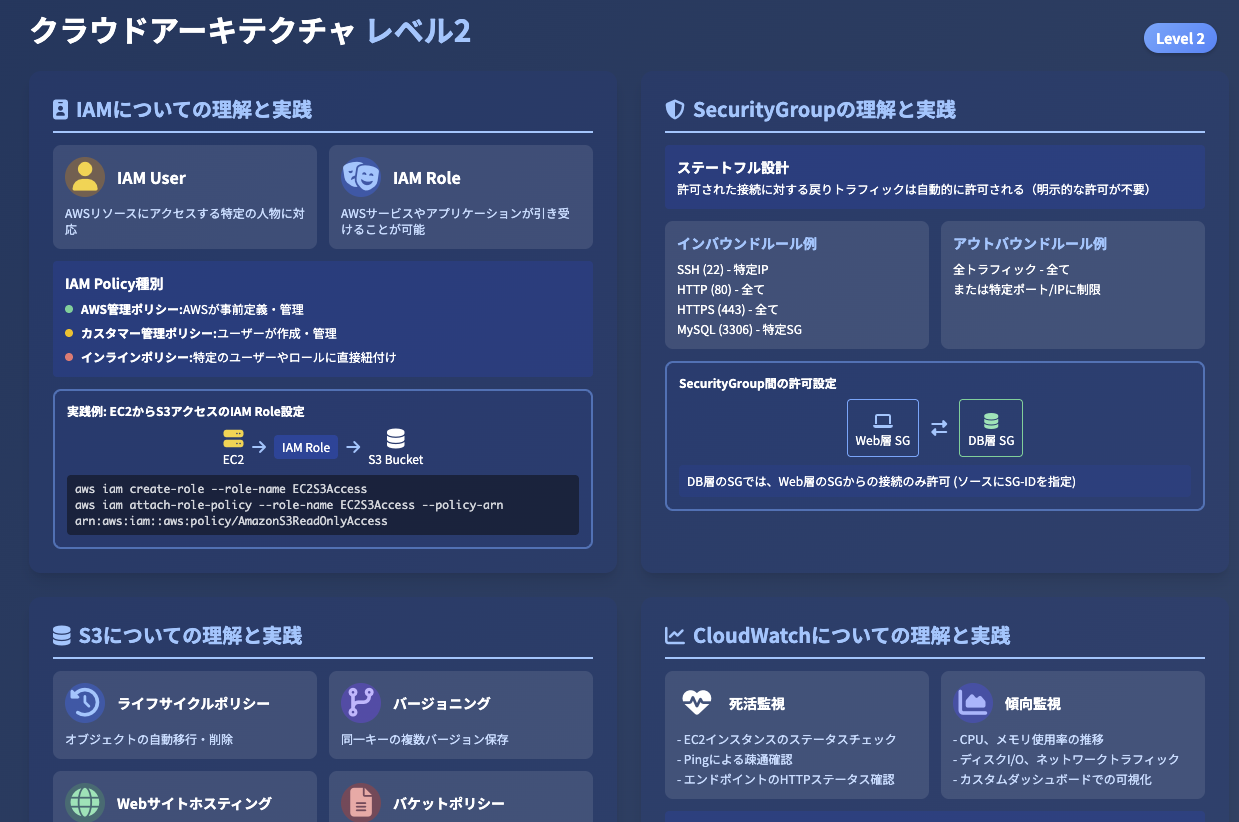 クラウドアーキテクチャ レベル2
Level 2
IAMについての理解と実践
IAM User
AWSリソースにアクセスする特定の人物に対
応
IAM Role
AWSサービスやアプリケーションが引き受
けることが可能
IAM Policy種別
AWS管理ポリシー:AWSが事前定義・管理
カスタマー管理ポリシー:ユーザーが作成・管理
インラインポリシー:特定のユーザーやロールに直接紐付け
実践例: EC2からS3アクセスのIAM Role設定
EC2
IAM Role
S3 Bucket
aws iam create-role --role-name EC2S3Access
aws iam attach-role-policy --role-name EC2S3Access --policy-arn
arn:aws:iam::aws:policy/AmazonS3ReadOnlyAccess
SecurityGroupの理解と実践
ステートフル設計
許可された接続に対する戻りトラフィックは自動的に許可される（明示的な許可が不要）
インバウンドルール例
SSH (22) - 特定IP
HTTP (80) - 全て
HTTPS (443) - 全て
MySQL (3306) - 特定SG
アウトバウンドルール例
全トラフィック - 全て
または特定ポート/IPに制限
SecurityGroup間の許可設定
Web層 SG
DB層 SG
DB層のSGでは、Web層のSGからの接続のみ許可 (ソースにSG-IDを指定)
S3についての理解と実践
ライフサイクルポリシー
オブジェクトの自動移行・削除
バージョニング
同一キーの複数バージョン保存
Webサイトホスティング
バケットポリシー
CloudWatchについての理解と実践
死活監視
- EC2インスタンスのステータスチェック
- Pingによる疎通確認
- エンドポイントのHTTPステータス確認
傾向監視
- CPU、メモリ使用率の推移
- ディスクI/O、ネットワークトラフィック
- カスタムダッシュボードでの可視化